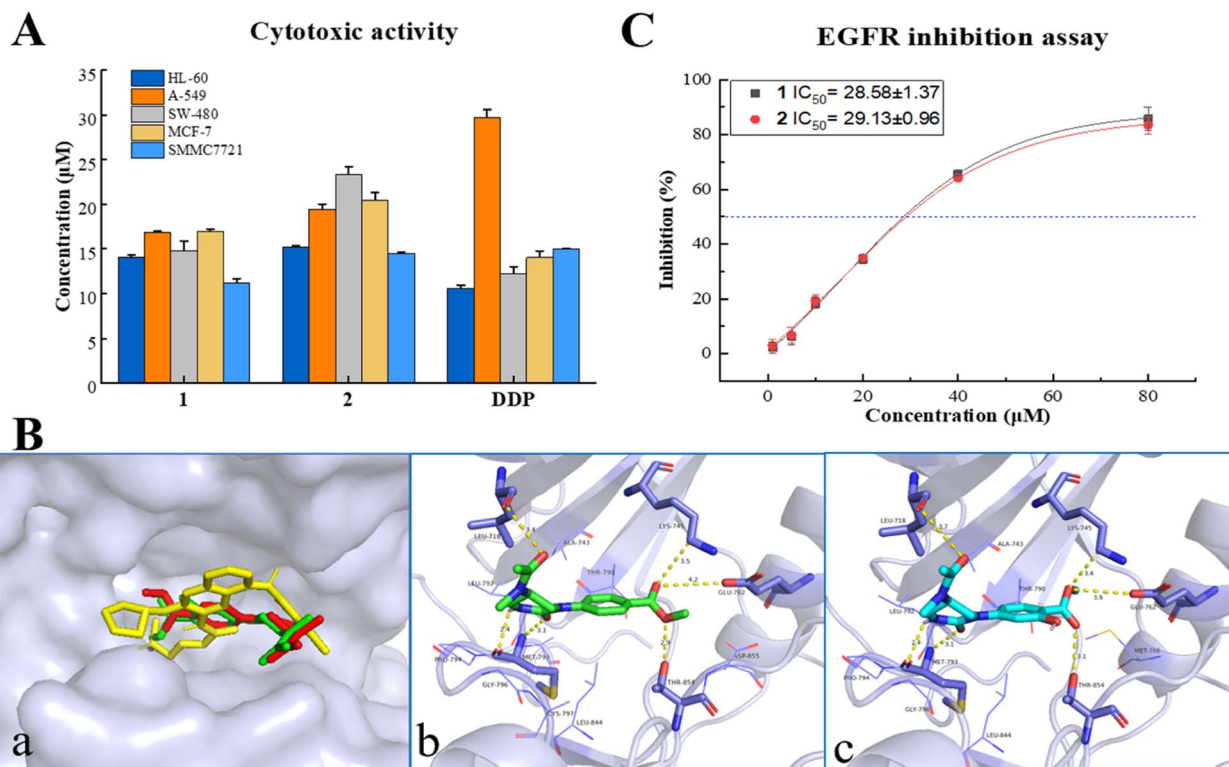 A
Cytotoxic activity
35
30
25
20
15
10
5
0
Concentration (μM)
HL-60
A-549
SW-480
MCF-7
SMMC7721
1
2
DDP
C
EGFR inhibition assay
1 IC50= 28.58±1.37
2 IC50= 29.13±0.96
100
80
60
40
20
0
Inhibition (%)
0
20
40
60
80
Concentration (μM)
B
a
LEU-718
3.4
ALA-743
LYS-745
3.5
4.2
GLU-762
LEU-792
THR-790
3.1
PRO-794
MET-793
GLY-796
CYS-797
LEU-844
ASP-855
THR-854
b
LEU-718
3.7
ALA-743
LYS-745
3.4
3.9
GLU-762
LEU-792
THR-790
3.1
3.1
PRO-794
MET-793
MET-766
GLY-796
THR-854
LEU-844
c